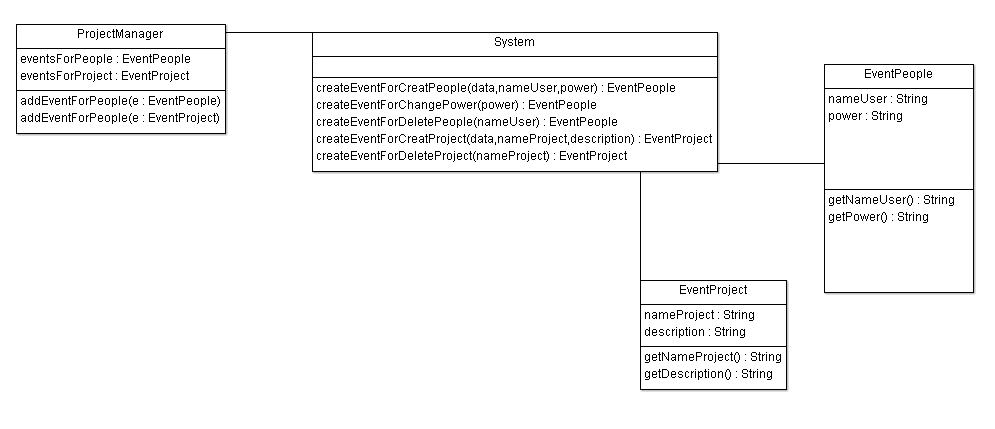 ProjectManager
eventsForPeople : EventPeople
eventsForProject : EventProject
addEventForPeople(e : EventPeople)
addEventForPeople(e : EventProject)
System
createEventForCreatPeople(data,nameUser,power) : EventPeople
createEventForChangePower(power) : EventPeople
createEventForDeletePeople(nameUser) : EventPeople
createEventForCreatProject(data,nameProject,description) : EventProject
createEventForDeleteProject(nameProject) : EventProject
EventPeople
nameUser : String
power : String
getNameUser() : String
getPower() : String
EventProject
nameProject : String
description : String
getNameProject() : String
getDescription() : String